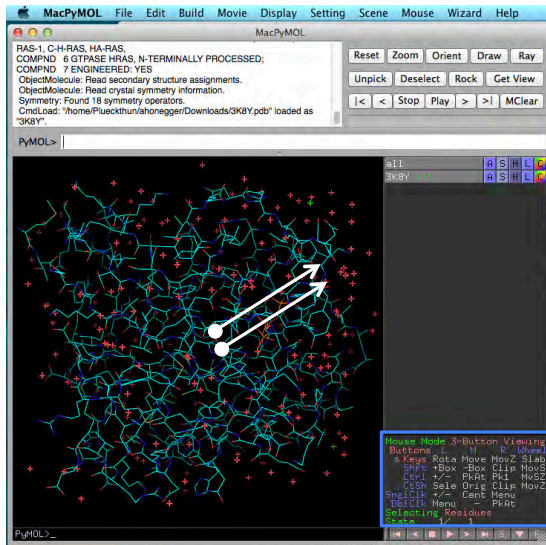 MacPyMOL File Edit Build Movie Display Setting Scene Mouse Wizard Help
MacPyMOL
RAS-1, C-H-RAS, HA-RAS,
COMPND 6 GTPASE HRAS, N-TERMINALLY PROCESSED;
COMPND 7 ENGINEERED: YES
ObjectMolecule: Read secondary structure assignments.
ObjectMolecule: Read crystal symmetry information.
Symmetry: Found 18 symmetry operators.
CmdLoad: "/home/Plueckthun/ahonegger/Downloads/3K8Y.pdb" loaded as
"3K8Y".
Reset Zoom Orient Draw Ray
Unpick Deselect Rock Get View
|< < Stop Play > >| MClear
PyMOL>
all A S H L C
3K8Y A S H L C
Mouse Mode 3-Button Viewing
Buttons L M R Wheel
& Keys Rota Move MovZ Slab
Shft +Box -Box Clip MovS
Ctrl +/- PkAt Pk1 MvSZ
CtSh Sele Orig Clip MovZ
SnglClk +/- Cent Menu
DblClk Menu - PkAt
Selecting Residues
State 1/ 1
PyMOL>_
S